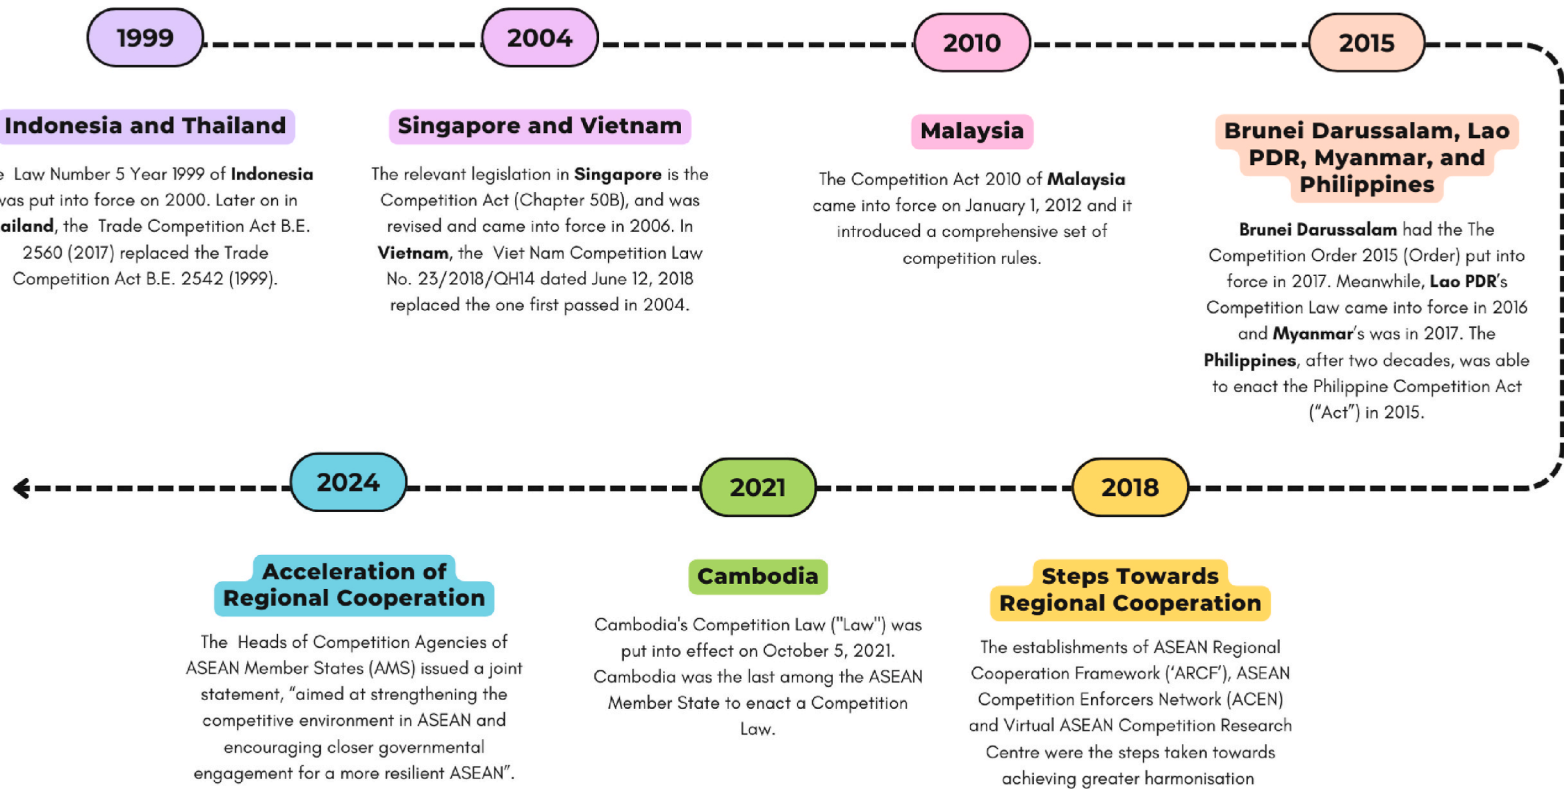 1999
Indonesia and Thailand
e Law Number 5 Year 1999 of Indonesia
was put into force on 2000. Later on in
ailand, the Trade Competition Act B.E.
2560 (2017) replaced the Trade
Competition Act B.E. 2542 (1999).
2004
Singapore and Vietnam
The relevant legislation in Singapore is the
Competition Act (Chapter 50B), and was
revised and came into force in 2006. In
Vietnam, the Viet Nam Competition Law
No. 23/2018/QH14 dated June 12, 2018
replaced the one first passed in 2004.
2010
Malaysia
The Competition Act 2010 of Malaysia
came into force on January 1, 2012 and it
introduced a comprehensive set of
competition rules.
2015
Brunei Darussalam, Lao
PDR, Myanmar, and
Philippines
Brunei Darussalam had the The
Competition Order 2015 (Order) put into
force in 2017. Meanwhile, Lao PDR's
Competition Law came into force in 2016
and Myanmar's was in 2017. The
Philippines, after two decades, was able
to enact the Philippine Competition Act
("Act") in 2015.
2018
Steps Towards
Regional Cooperation
The establishments of ASEAN Regional
Cooperation Framework ('ARCF'), ASEAN
Competition Enforcers Network (ACEN)
and Virtual ASEAN Competition Research
Centre were the steps taken towards
achieving greater harmonisation
2021
Cambodia
Cambodia's Competition Law ("Law") was
put into effect on October 5, 2021.
Cambodia was the last among the ASEAN
Member State to enact a Competition
Law.
2024
Acceleration of
Regional Cooperation
The Heads of Competition Agencies of
ASEAN Member States (AMS) issued a joint
statement, "aimed at strengthening the
competitive environment in ASEAN and
encouraging closer governmental
engagement for a more resilient ASEAN".